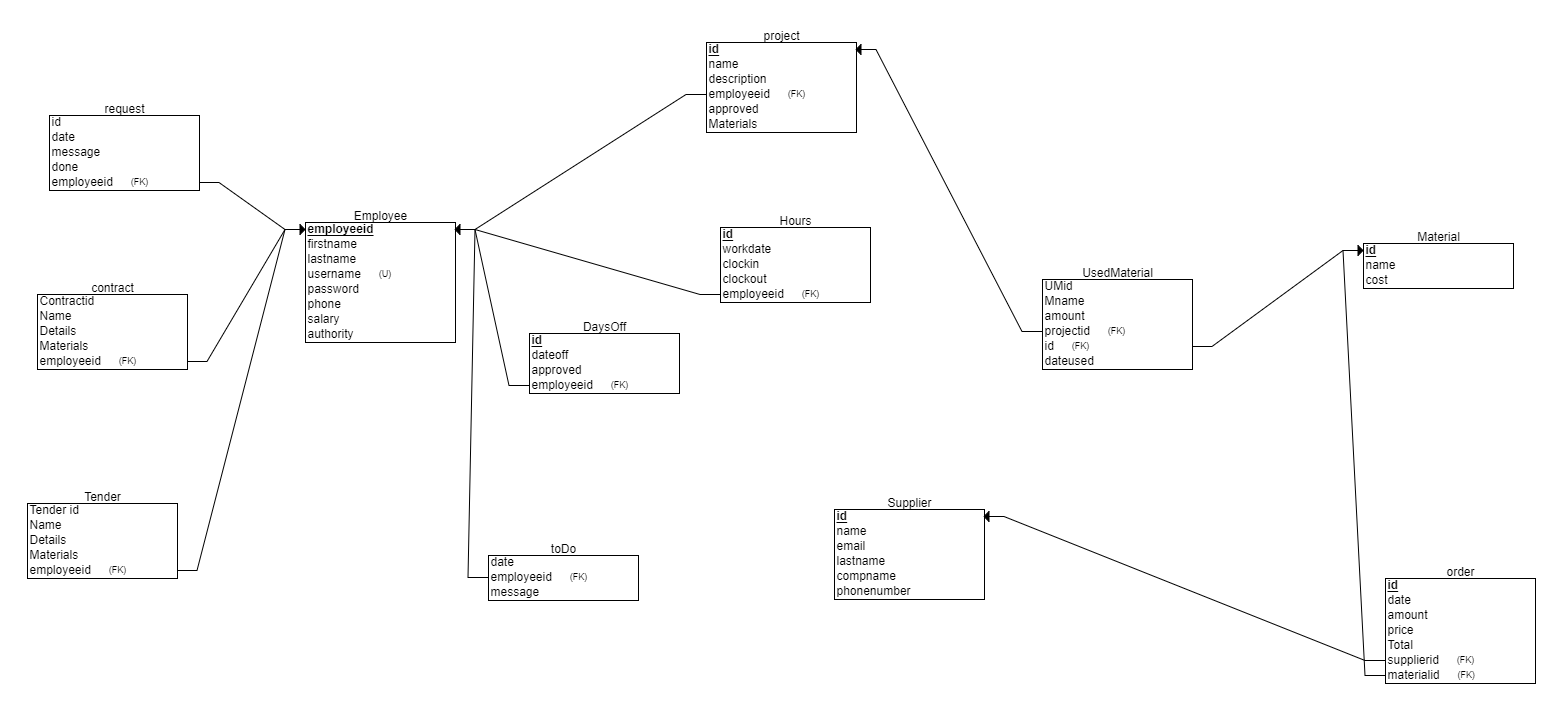 project
id
name
description
employeeid (FK)
approved
Materials
request
id
date
message
done
employeeid (FK)
Employee
employeeid
firstname
lastname
username (U)
password
phone
salary
authority
Hours
id
workdate
clockin
clockout
employeeid (FK)
Material
id
name
cost
UsedMaterial
UMid
Mname
amount
projectid (FK)
id (FK)
dateused
contract
Contractid
Name
Details
Materials
employeeid (FK)
DaysOff
id
dateoff
approved
employeeid (FK)
Tender
Tender id
Name
Details
Materials
employeeid (FK)
toDo
date
employeeid (FK)
message
Supplier
id
name
email
lastname
compname
phonenumber
order
id
date
amount
price
Total
supplierid (FK)
materialid (FK)